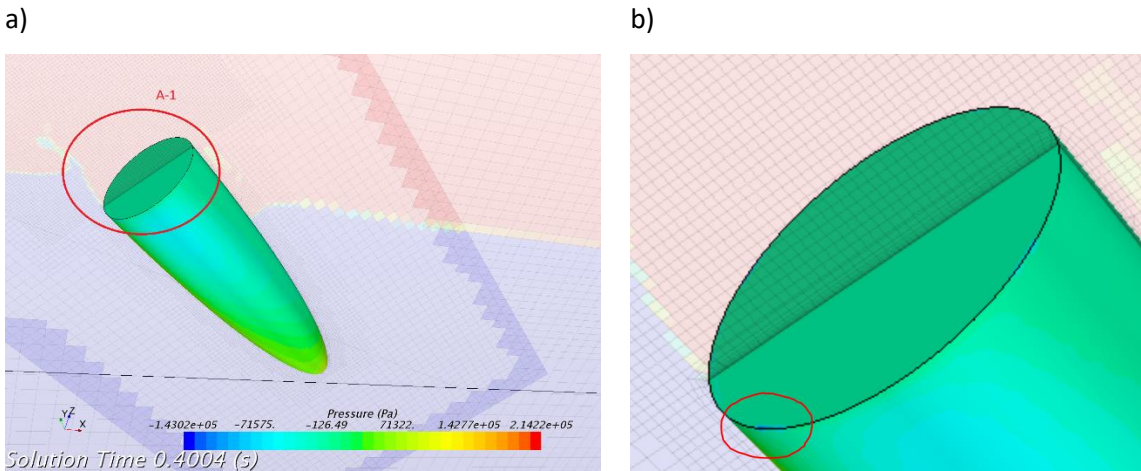 a)
b)
A-1
Y Z
X
Pressure (Pa)
-1.4302e+05 -71575. -126.49 71322. 1.4277e+05 2.1422e+05
Solution Time 0.4004 (s)